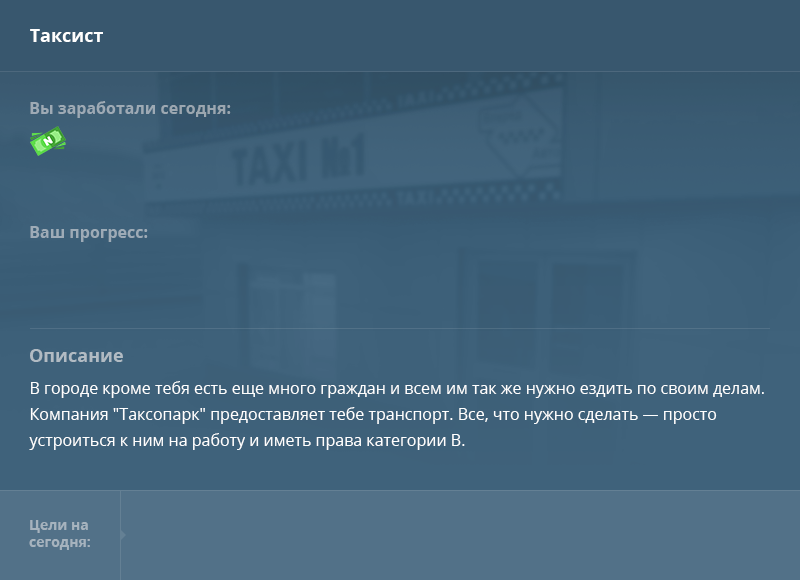 Таксист
Вы заработали сегодня:
N
TAXI №1
Ваш прогресс:
Описание
В городе кроме тебя есть еще много граждан и всем им так же нужно ездить по своим делам.
Компания "Таксопарк" предоставляет тебе транспорт. Все, что нужно сделать — просто
устроиться к ним на работу и иметь права категории B.
Цели на
сегодня: